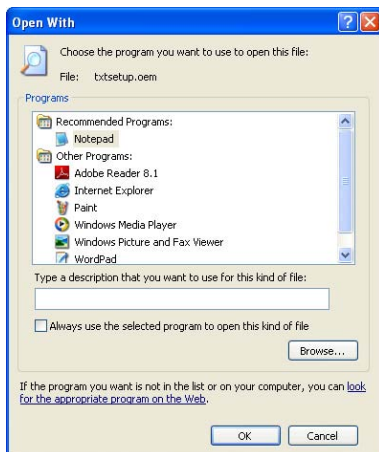 Open With
Choose the program you want to use to open this file:
File: txtsetup.oem
Programs
Recommended Programs:
Notepad
Other Programs:
Adobe Reader 8.1
Internet Explorer
Paint
Windows Media Player
Windows Picture and Fax Viewer
WordPad
Type a description that you want to use for this kind of file:
Always use the selected program to open this kind of file
Browse...
If the program you want is not in the list or on your computer, you can look
for the appropriate program on the Web.
OK Cancel